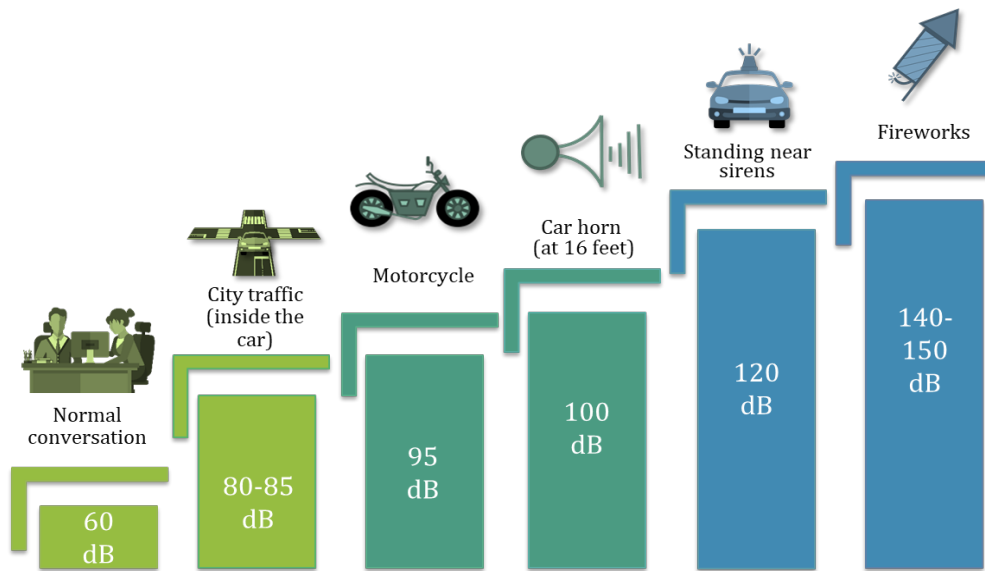 Normal
conversation
60
dB
City traffic
(inside the
car)
80-85
dB
Motorcycle
95
dB
Car horn
(at 16 feet)
100
dB
Standing near
sirens
120
dB
Fireworks
140-
150
dB